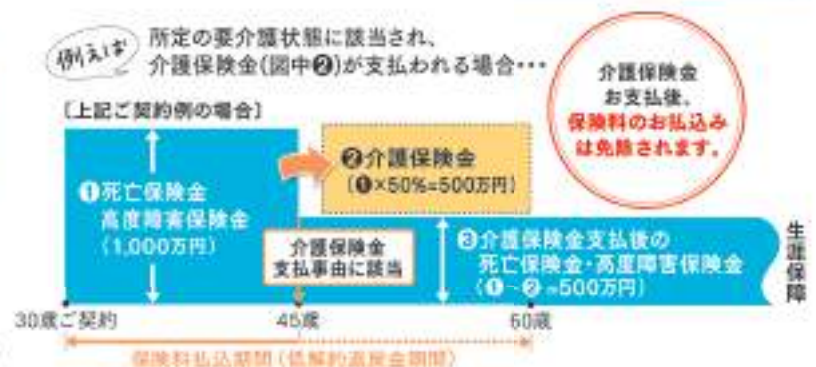 例えば
所定の要介護状態に該当され、
介護保険金(図中❷)が支払われる場合･･･
介護保険金
お支払後、
保険料のお払込み
は免除されます。
〔上記ご契約例の場合〕
❶死亡保険金
高度障害保険金
(1,000万円)
❷介護保険金
(❶×50%=500万円)
介護保険金
支払事由に該当
❸介護保険金支払後の
死亡保険金・高度障害保険金
(❶-❷=500万円)
生涯保障
30歳ご契約
45歳
60歳
保険料払込期間(低解約返戻金期間)